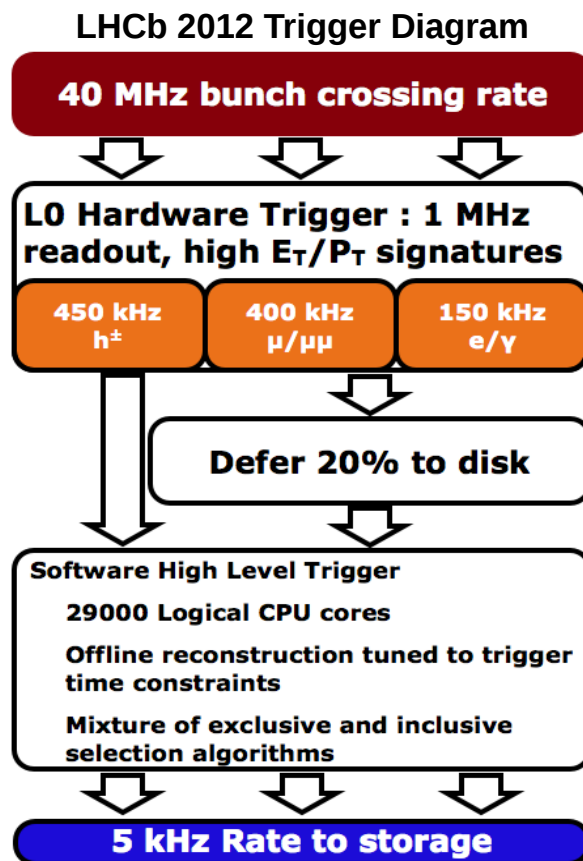 LHCb 2012 Trigger Diagram
40 MHz bunch crossing rate
L0 Hardware Trigger : 1 MHz
readout, high E_T/P_T signatures
450 kHz
h±
400 kHz
μ/μμ
150 kHz
e/γ
Defer 20% to disk
Software High Level Trigger
29000 Logical CPU cores
Offline reconstruction tuned to trigger
time constraints
Mixture of exclusive and inclusive
selection algorithms
5 kHz Rate to storage